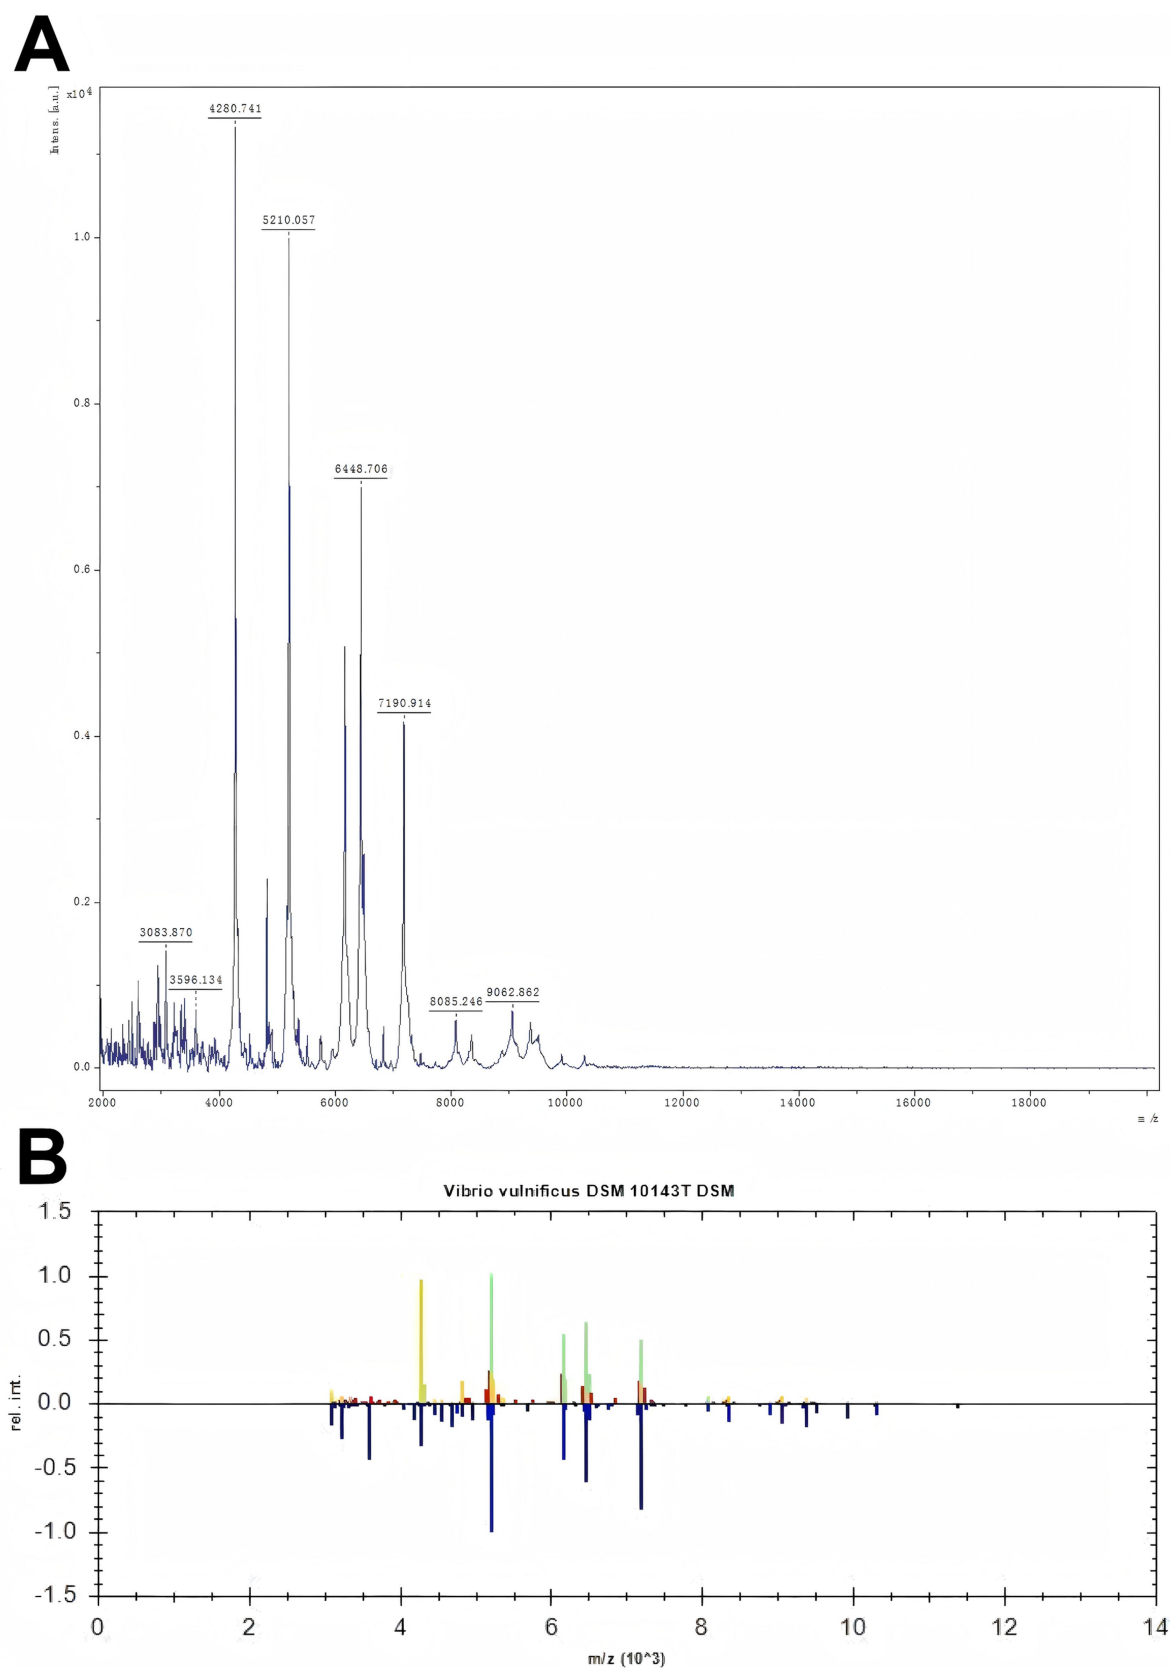 A
Intens. [a.u.]
x10^4
4280.741
5210.057
1.0
0.8
6448.706
0.6
7190.914
0.4
0.2
3083.870
3596.134
8085.246
9062.862
0.0
2000 4000 6000 8000 10000 12000 14000 16000 18000
m/z
B
Vibrio vulnificus DSM 10143T DSM
1.5
1.0
0.5
0.0
-0.5
-1.0
-1.5
rel. int.
0 2 4 6 8 10 12 14
m/z (10^3)